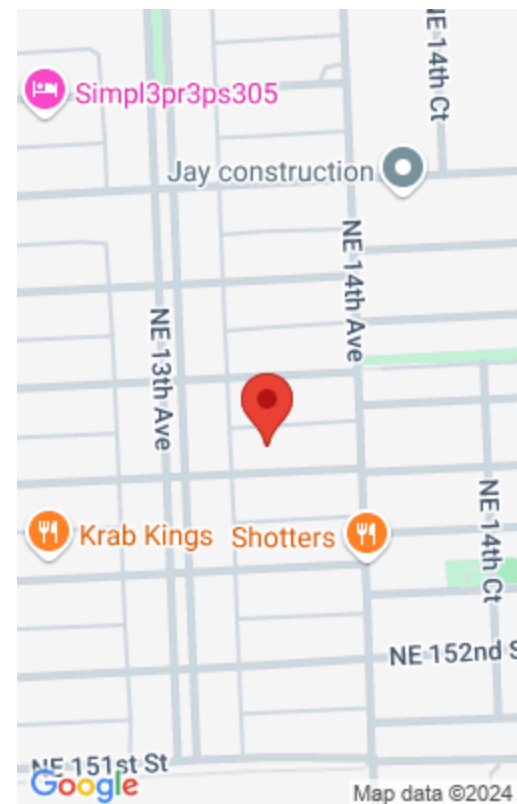 NE 14th Ct
Simpl3pr3ps305
Jay construction
NE 14th Ave
NE 13th Ave
Krab Kings
Shotters
NE 14th Ct
NE 152nd S
NE 151st St
Google
Map data ©2024